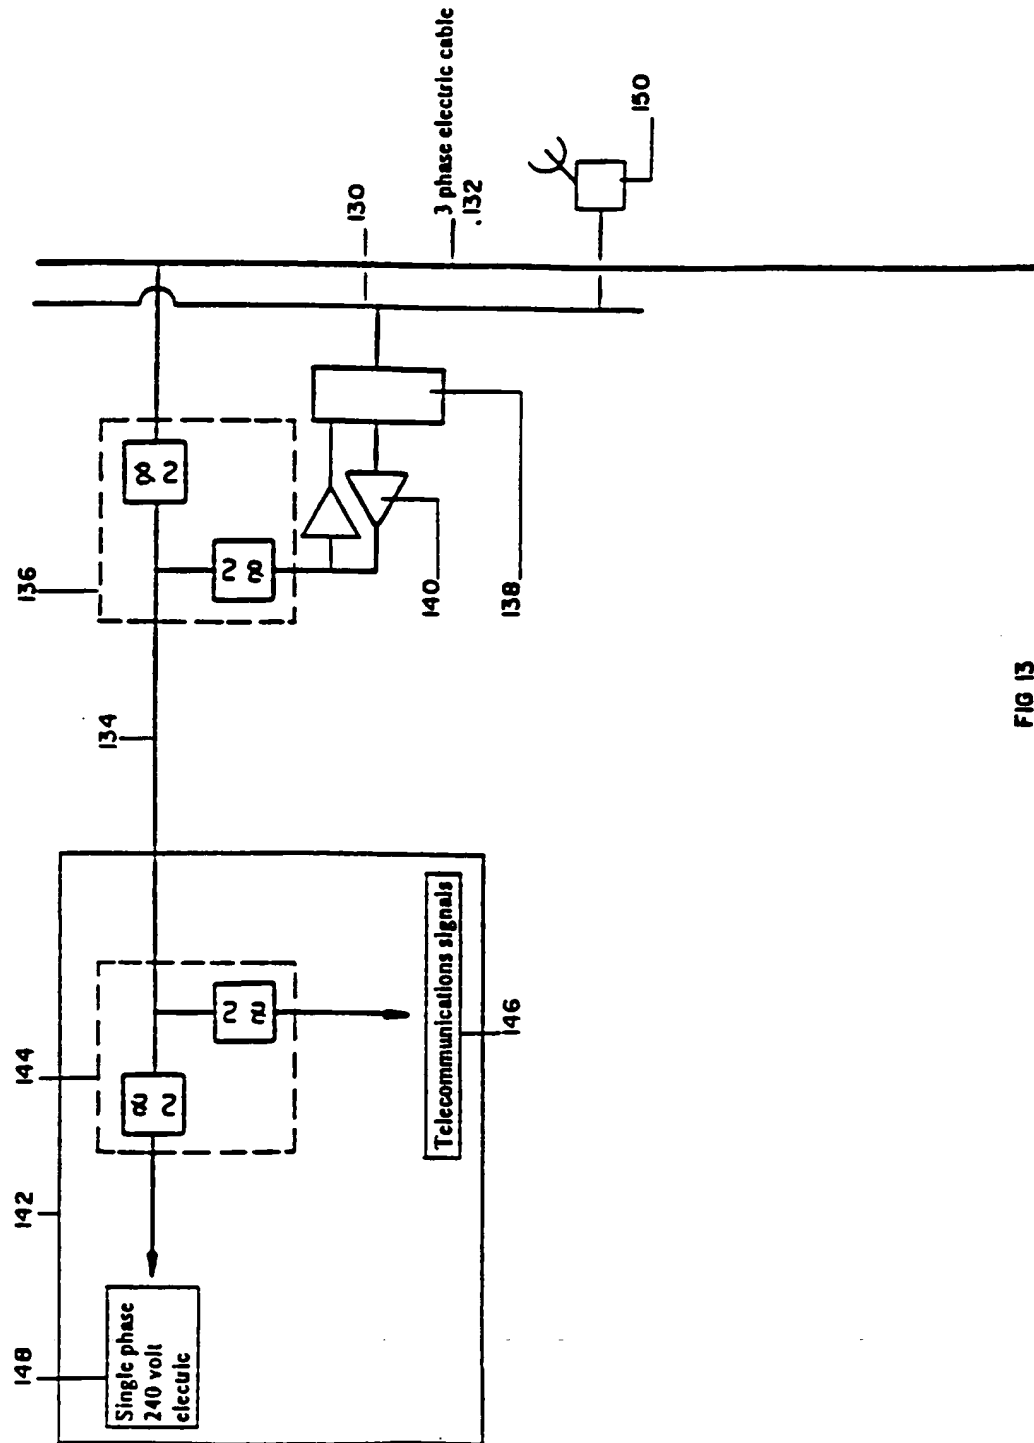 148
142
144
134
136
Single phase
240 volt
electric
Telecommunications signals
146
140
138
130
3 phase electric cable
.132
150
FIG 13